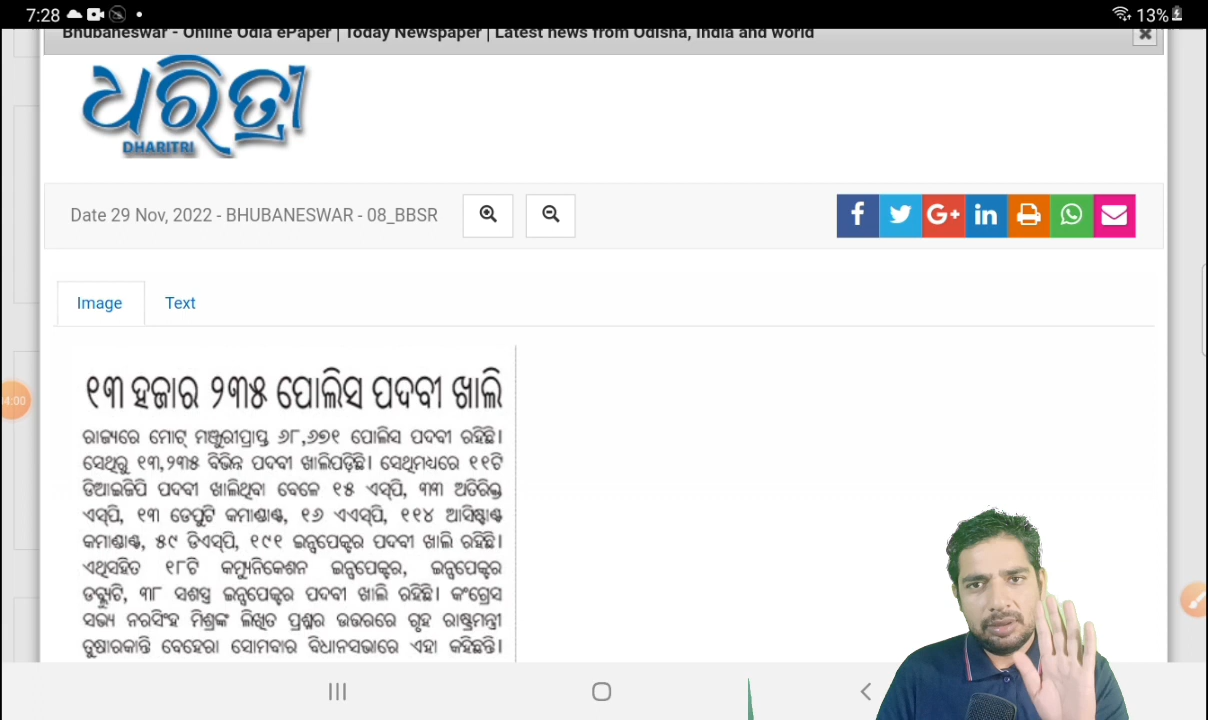 7:28
13%
Bhubaneswar - Online Odia ePaper | Today Newspaper | Latest news from Odisha, India and world
ଧରିତ୍ରୀ
DHARITRI
Date 29 Nov, 2022 - BHUBANESWAR - 08_BBSR
Image Text
୧୩ ହଜାର ୨୩୫ ପୋଲିସ ପଦବୀ ଖାଲି
ରାଜ୍ୟରେ ମୋଟ୍ ମଞ୍ଜୁରୀପ୍ରାପ୍ତ ୬୮,୬୭୧ ପୋଲିସ ପଦବୀ ରହିଛି।
ସେଥିରୁ ୧୩,୨୩୫ ବିଭିନ୍ନ ପଦବୀ ଖାଲିପଡ଼ିଛି। ସେଥିମଧ୍ୟରେ ୧୧ଟି
ଡିଆଇଜିପି ପଦବୀ ଖାଲିଥିବା ବେଳେ ୧୫ ଏସ୍‌ପି, ୩୩ ଅତିରିକ୍ତ
ଏସ୍‌ପି, ୧୩ ଡେପୁଟି କମାଣ୍ଡାଣ୍ଟ, ୧୬ ଏଏସ୍‌ପି, ୧୧୪ ଆସିଷ୍ଟାଣ୍ଟ
କମାଣ୍ଡାଣ୍ଟ, ୫୯ ଡିଏସ୍‌ପି, ୧୯୧ ଇନ୍ସପେକ୍ଟର ପଦବୀ ଖାଲି ରହିଛି।
ଏଥିସହିତ ୧୮ଟି କମ୍ୟୁନିକେଶନ ଇନ୍ସପେକ୍ଟର, ଇନ୍ସପେକ୍ଟର
ଡକ୍ୟୁଟି, ୩୮ ସଶସ୍ତ୍ର ଇନ୍ସପେକ୍ଟର ପଦବୀ ଖାଲି ରହିଛି। କଂଗ୍ରେସ
ସଭ୍ୟ ନରସିଂହ ମିଶ୍ରଙ୍କ ଲିଖିତ ପ୍ରଶ୍ନର ଉତ୍ତରରେ ଗୃହ ରାଷ୍ଟ୍ରମନ୍ତ୍ରୀ
ତୁଷାରକାନ୍ତି ବେହେରା ସୋମବାର ବିଧାନସଭାରେ ଏହା କହିଛନ୍ତି।